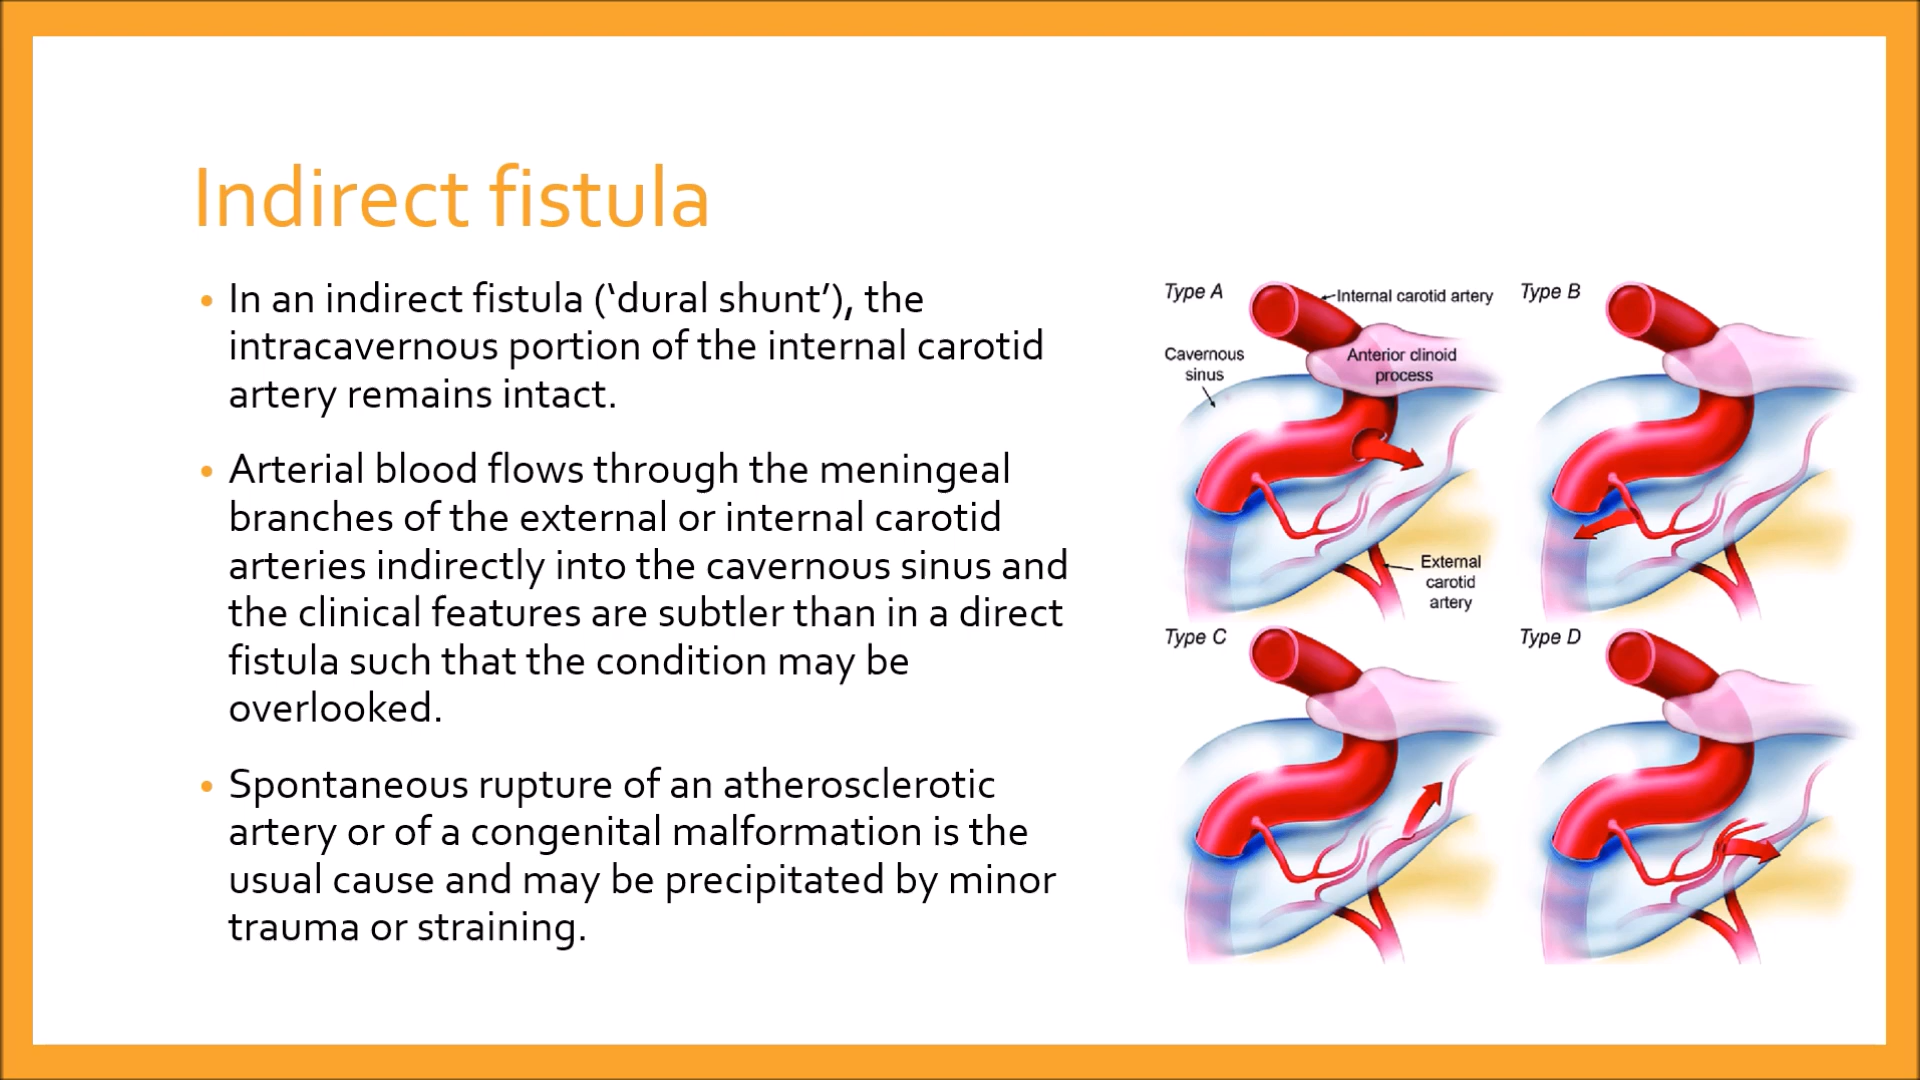 Indirect fistula
• In an indirect fistula (‘dural shunt’), the
intracavernous portion of the internal carotid
artery remains intact.
• Arterial blood flows through the meningeal
branches of the external or internal carotid
arteries indirectly into the cavernous sinus and
the clinical features are subtler than in a direct
fistula such that the condition may be
overlooked.
• Spontaneous rupture of an atherosclerotic
artery or of a congenital malformation is the
usual cause and may be precipitated by minor
trauma or straining.
Type A
Internal carotid artery
Cavernous
sinus
Anterior clinoid
process
External
carotid
artery
Type B
Type C
Type D